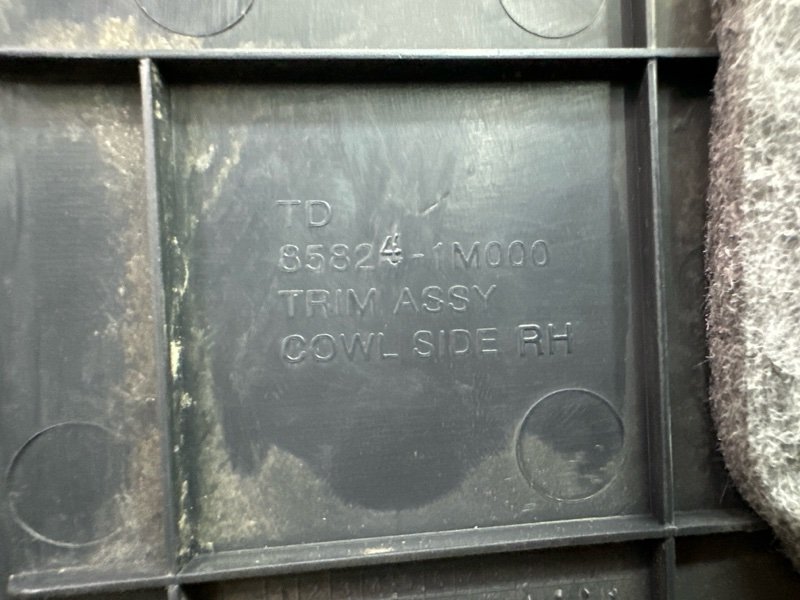 TD
85824-1M000
TRIM ASSY
COWL SIDE RH